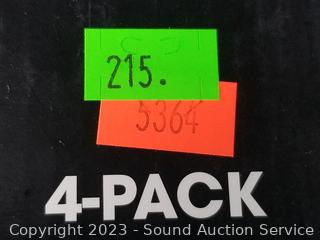 215.
5364
4-PACK
Copyright 2023 - Sound Auction Service